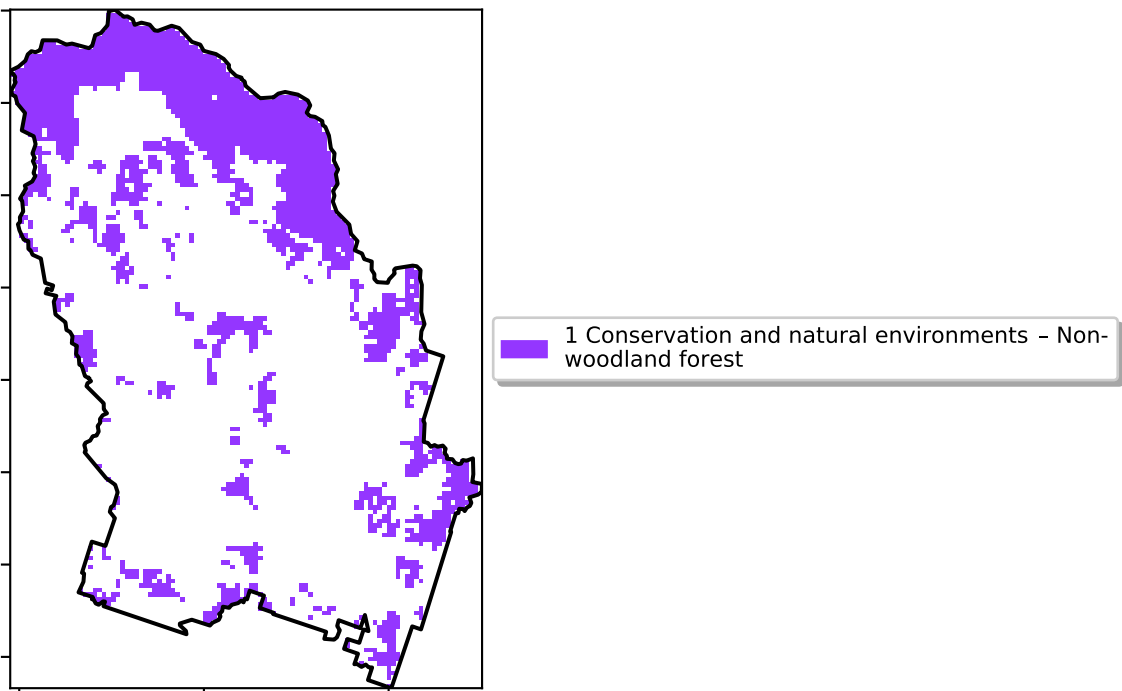 1 Conservation and natural environments – Non-
woodland forest